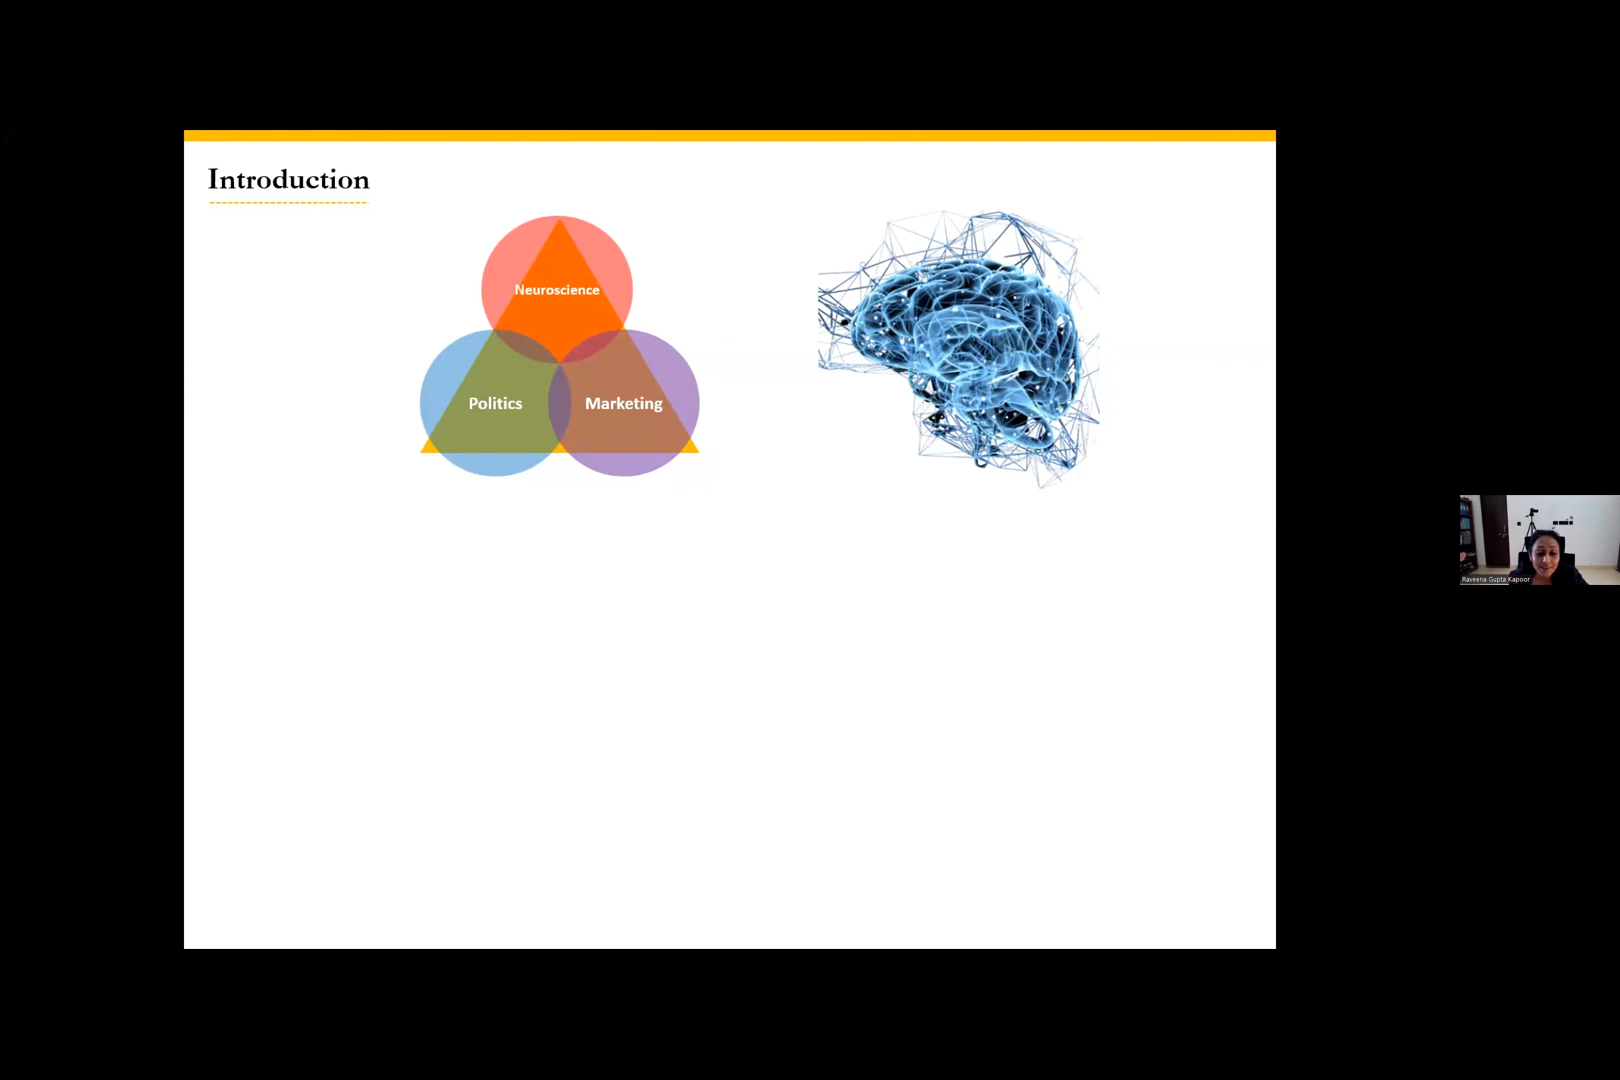 Introduction
Neuroscience
Politics
Marketing
Raveena Gupta Kapoor